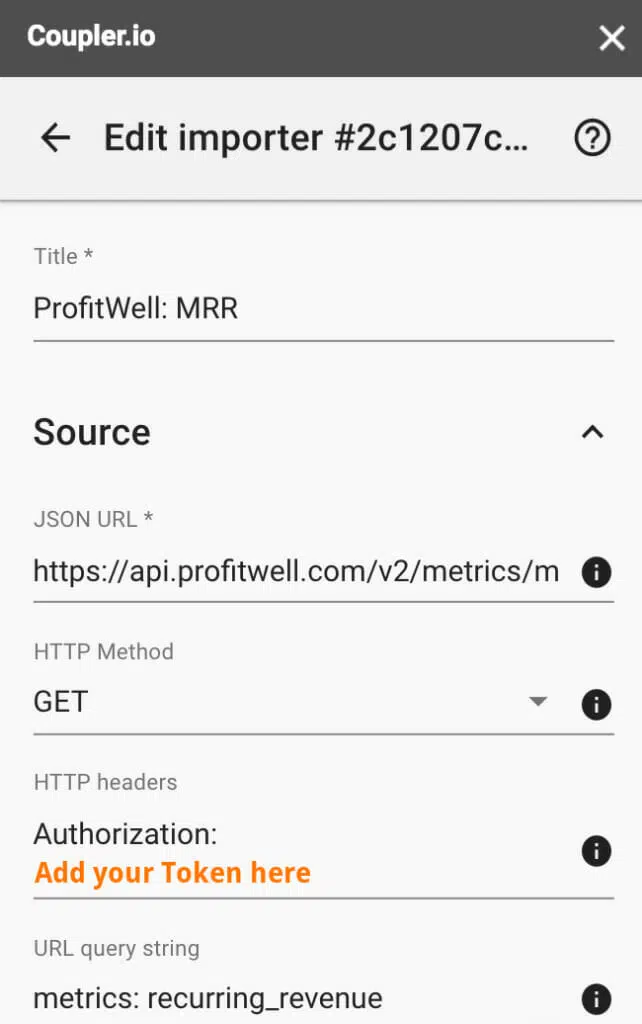 Coupler.io
Edit importer #2c1207c...
Title *
ProfitWell: MRR
Source
JSON URL *
https://api.profitwell.com/v2/metrics/m
HTTP Method
GET
HTTP headers
Authorization:
Add your Token here
URL query string
metrics: recurring_revenue